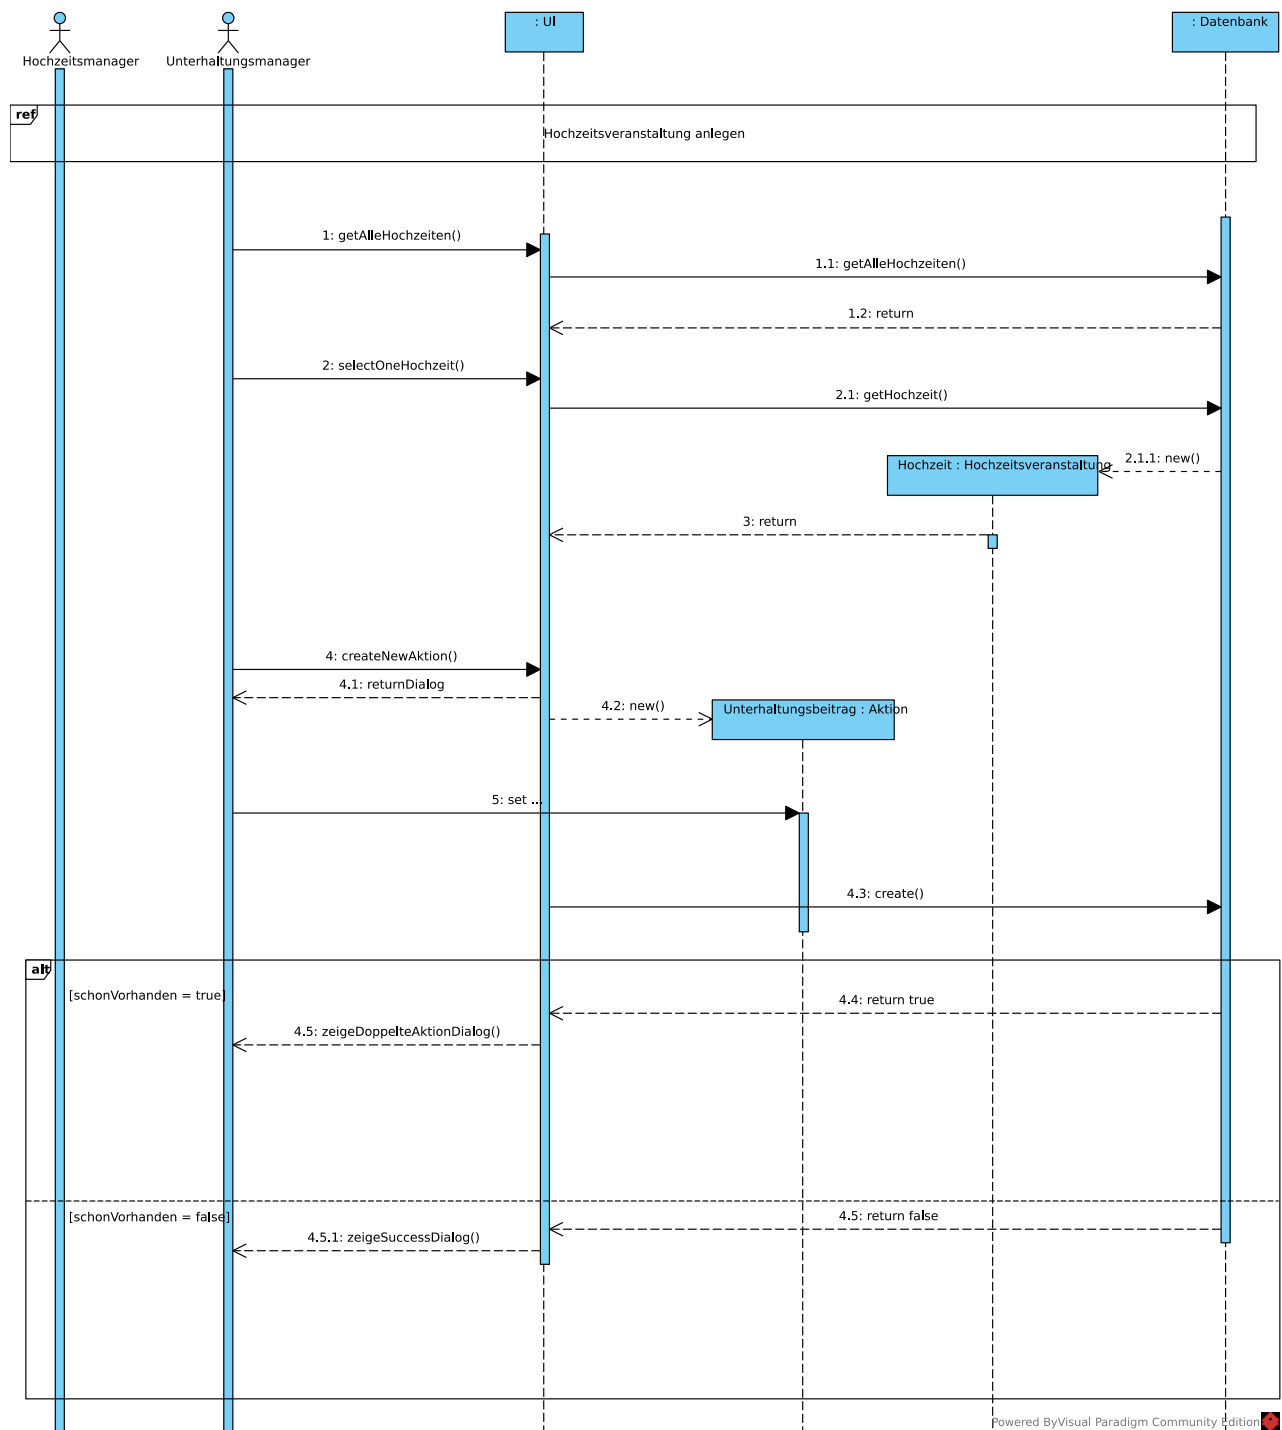 : UI
: Datenbank
Hochzeitsmanager
Unterhaltungsmanager
ref
Hochzeitsveranstaltung anlegen
1: getAlleHochzeiten()
1.1: getAlleHochzeiten()
1.2: return
2: selectOneHochzeit()
2.1: getHochzeit()
2.1.1: new()
Hochzeit : Hochzeitsveranstaltung
3: return
4: createNewAktion()
4.1: returnDialog
4.2: new()
Unterhaltungsbeitrag : Aktion
5: set ...
4.3: create()
alt
[schonVorhanden = true]
4.4: return true
4.5: zeigeDoppelteAktionDialog()
[schonVorhanden = false]
4.5: return false
4.5.1: zeigeSuccessDialog()
Powered ByVisual Paradigm Community Edition